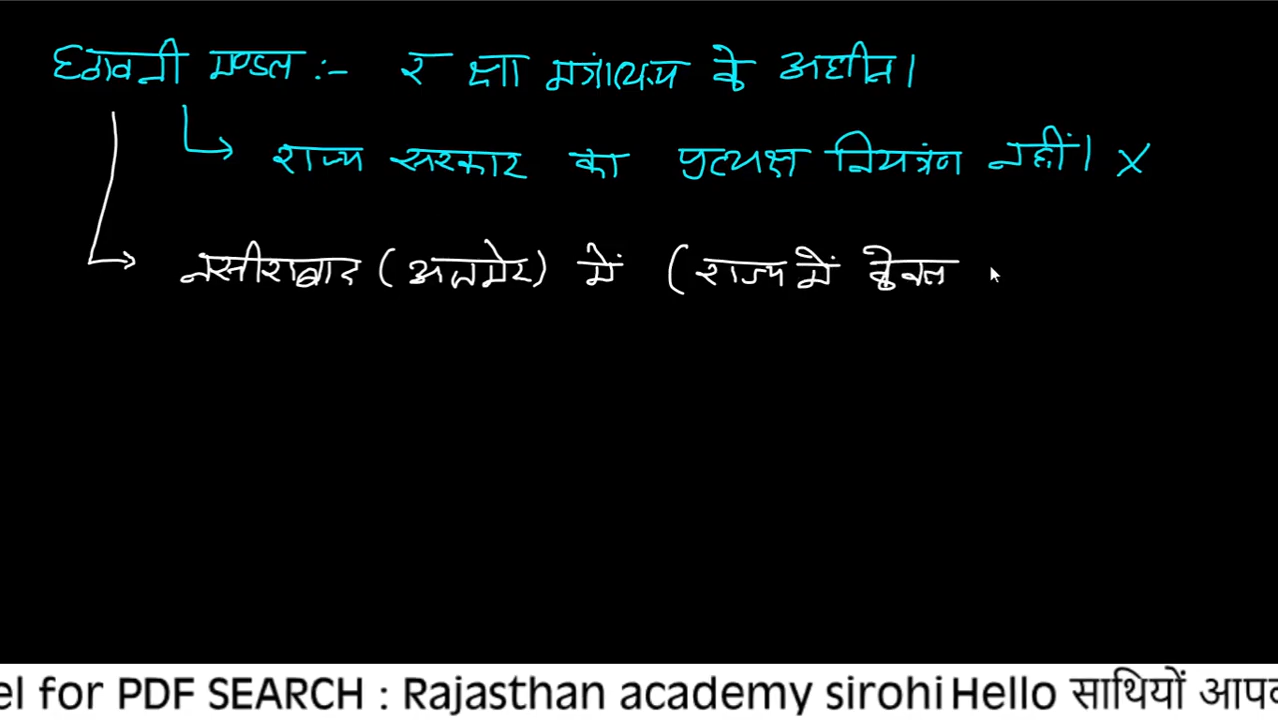 छावनी मण्डल :- रक्षा मंत्रालय के अधीन।
राज्य सरकार का प्रत्यक्ष नियंत्रण नहीं। X
नसीराबाद (अजमेर) में (राज्य में केवल
el for PDF SEARCH : Rajasthan academy sirohi Hello साथियों आपव